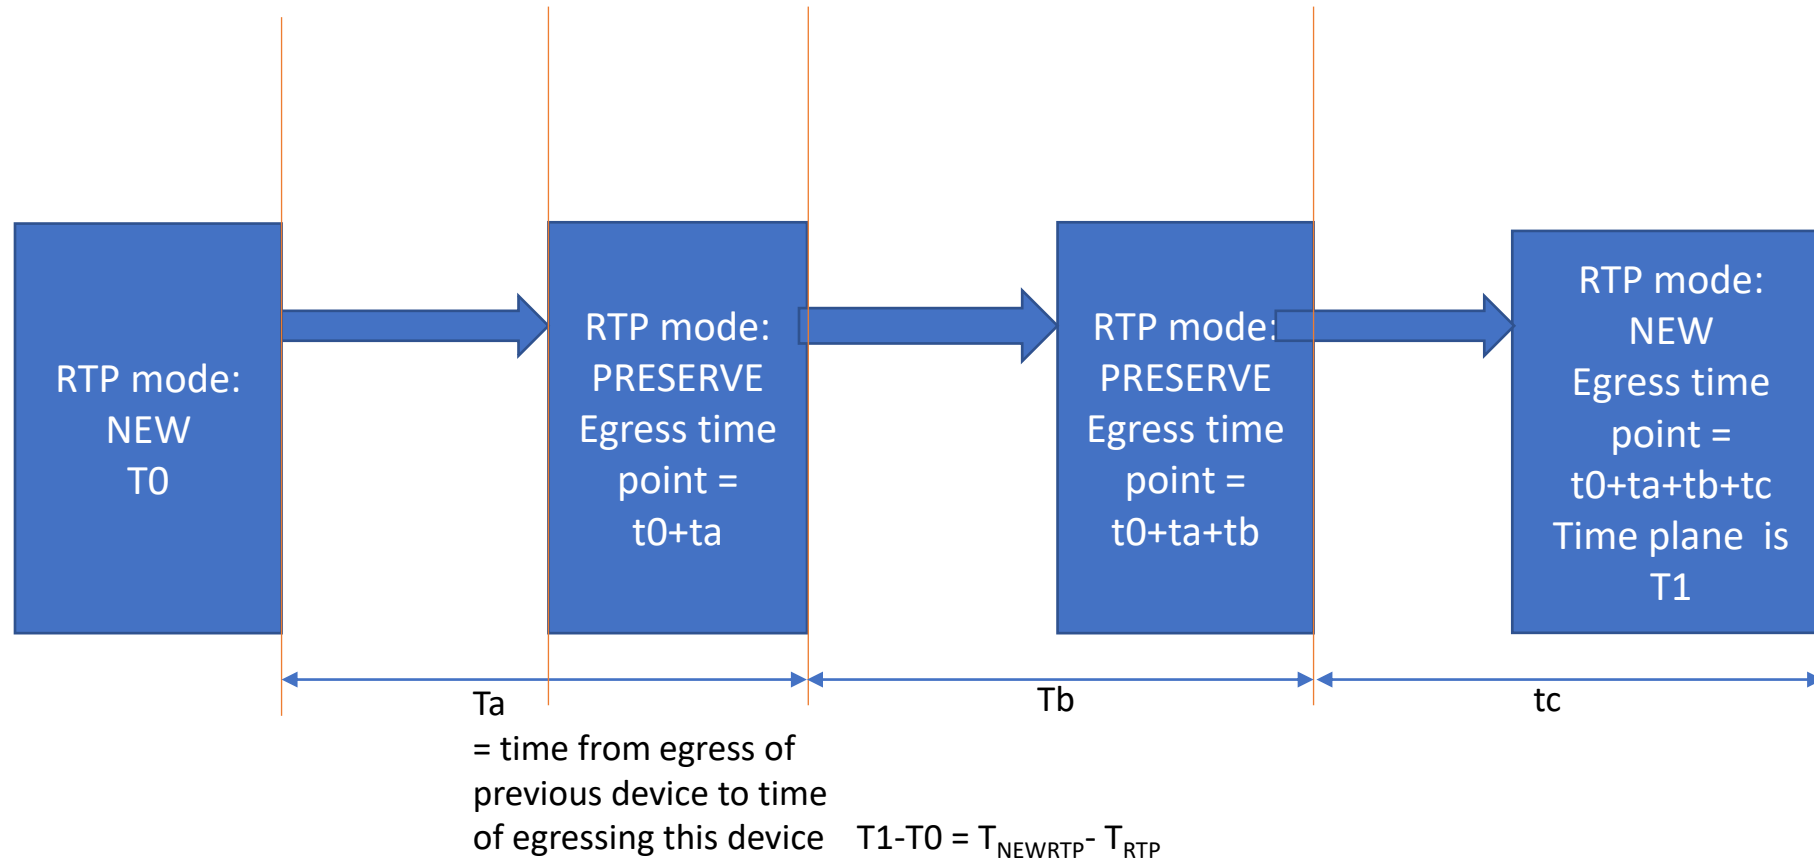 RTP mode:
NEW
T0
RTP mode:
PRESERVE
Egress time
point =
t0+ta
RTP mode:
PRESERVE
Egress time
point =
t0+ta+tb
RTP mode:
NEW
Egress time
point =
t0+ta+tb+tc
Time plane  is
T1
Ta
= time from egress of
previous device to time
of egressing this device
Tb
tc
T1-T0 = TNEWRTP- TRTP